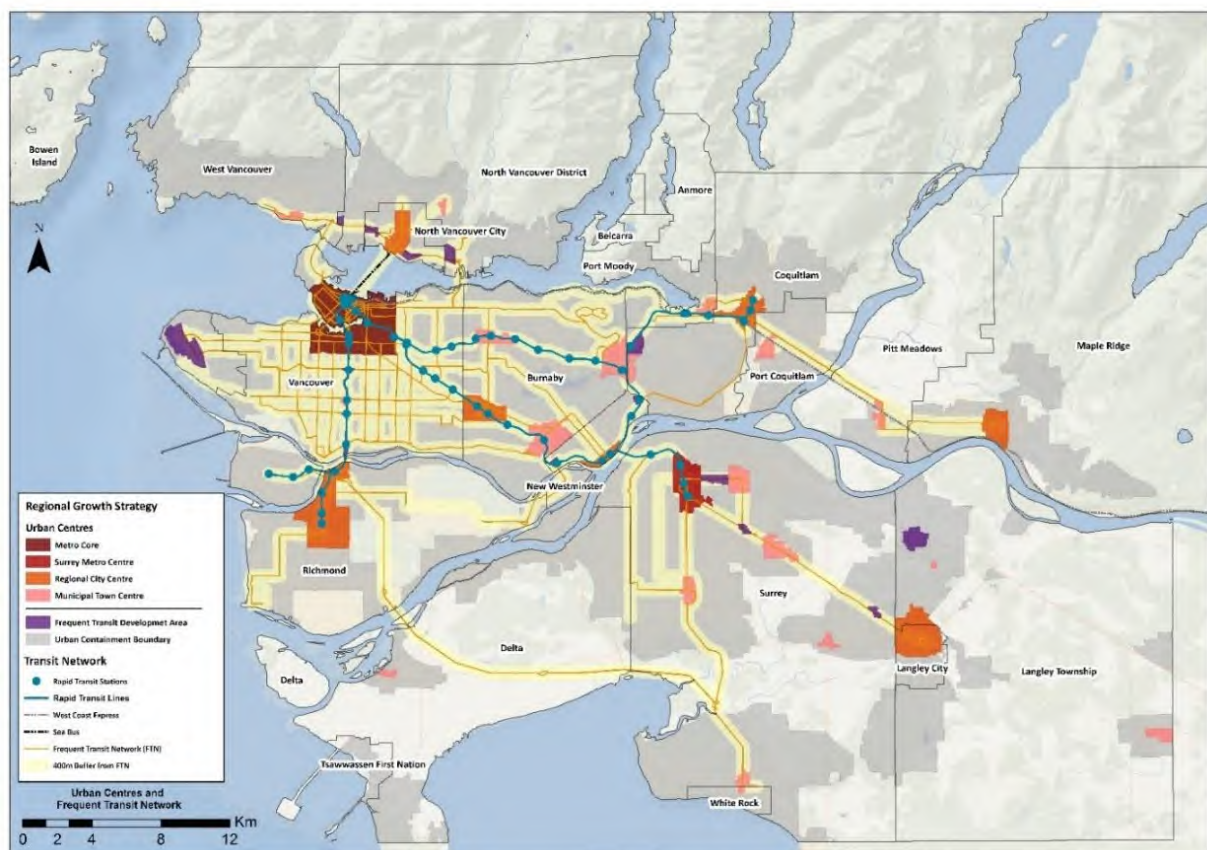 Bowen
Island
West Vancouver
North Vancouver District
Anmore
N
North Vancouver City
Belcarra
Port Moody
Coquitlam
Pitt Meadows
Maple Ridge
Vancouver
Burnaby
Port Coquitlam
New Westminster
Richmond
Surrey
Delta
Langley City
Langley Township
Delta
Tsawwassen First Nation
White Rock
Regional Growth Strategy
Urban Centres
Metro Core
Surrey Metro Centre
Regional City Centre
Municipal Town Centre
Frequent Transit Developmet Area
Urban Containment Boundary
Transit Network
Rapid Transit Stations
Rapid Transit Lines
West Coast Express
Sea Bus
Frequent Transit Network (FTN)
400m Buffer from FTN
Urban Centres and
Frequent Transit Network
Km
0 2 4 8 12